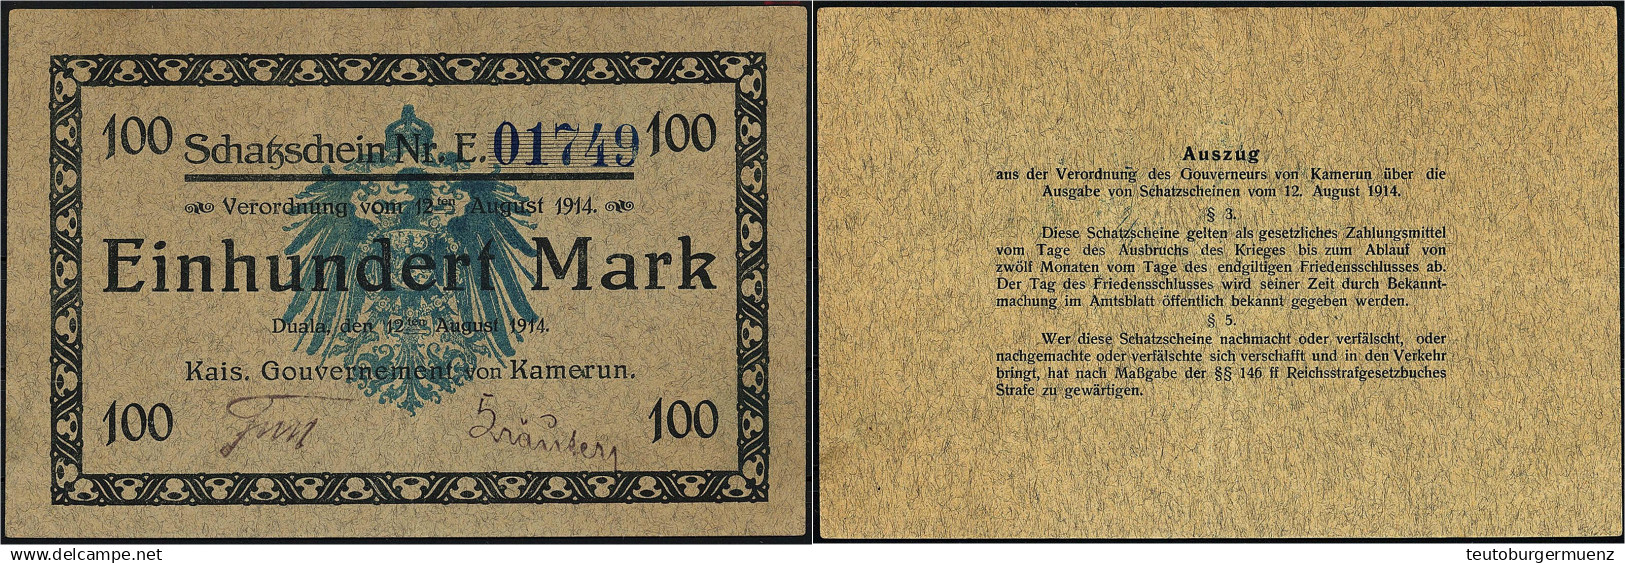 100 Schatzschein Nr. E. 01749 100
Verordnung vom 12ten August 1914.
Einhundert Mark
Duala, den 12ten August 1914.
Kais. Gouvernement von Kamerun.
100 100
Auszug
aus der Verordnung des Gouverneurs von Kamerun über die
Ausgabe von Schatzscheinen vom 12. August 1914.
§ 3.
Diese Schatzscheine gelten als gesetzliches Zahlungsmittel
vom Tage des Ausbruchs des Krieges bis zum Ablauf von
zwölf Monaten vom Tage des endgiltigen Friedensschlusses ab.
Der Tag des Friedensschlusses wird seiner Zeit durch Bekannt-
machung im Amtsblatt öffentlich bekannt gegeben werden.
§ 5.
Wer diese Schatzscheine nachmacht oder verfälscht, oder
nachgemachte oder verfälschte sich verschafft und in den Verkehr
bringt, hat nach Maßgabe der §§ 146 ff Reichsstrafgesetzbuches
Strafe zu gewärtigen.
delcampe.net
teutoburgermuenz